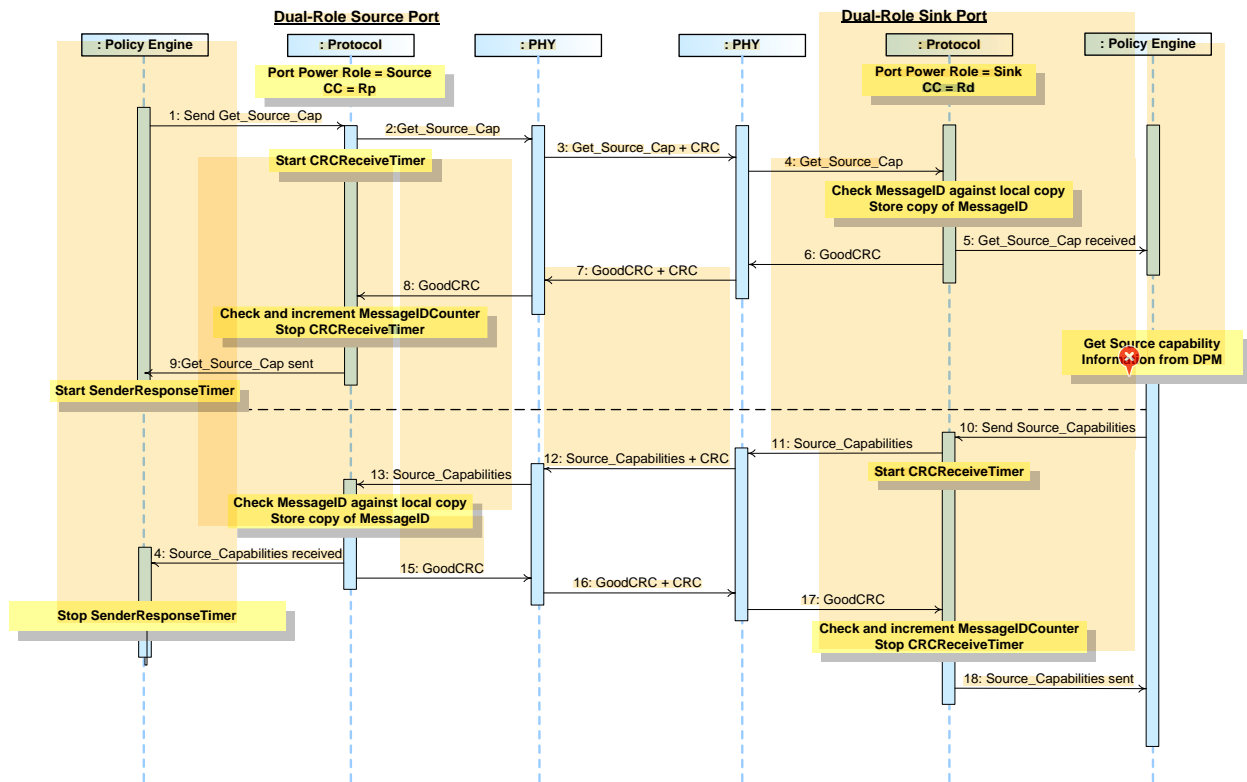 Dual-Role Source Port
Dual-Role Sink Port
: Policy Engine
: Protocol
: PHY
: PHY
: Protocol
: Policy Engine
Port Power Role = Source
CC = Rp
Port Power Role = Sink
CC = Rd
1: Send Get_Source_Cap
2:Get_Source_Cap
Start CRCReceiveTimer
3: Get_Source_Cap + CRC
4: Get_Source_Cap
Check MessageID against local copy
Store copy of MessageID
5: Get_Source_Cap received
6: GoodCRC
7: GoodCRC + CRC
8: GoodCRC
Check and increment MessageIDCounter
Stop CRCReceiveTimer
9:Get_Source_Cap sent
Start SenderResponseTimer
Get Source capability
Information from DPM
10: Send Source_Capabilities
11: Source_Capabilities
Start CRCReceiveTimer
12: Source_Capabilities + CRC
13: Source_Capabilities
Check MessageID against local copy
Store copy of MessageID
4: Source_Capabilities received
15: GoodCRC
16: GoodCRC + CRC
17: GoodCRC
Stop SenderResponseTimer
Check and increment MessageIDCounter
Stop CRCReceiveTimer
18: Source_Capabilities sent